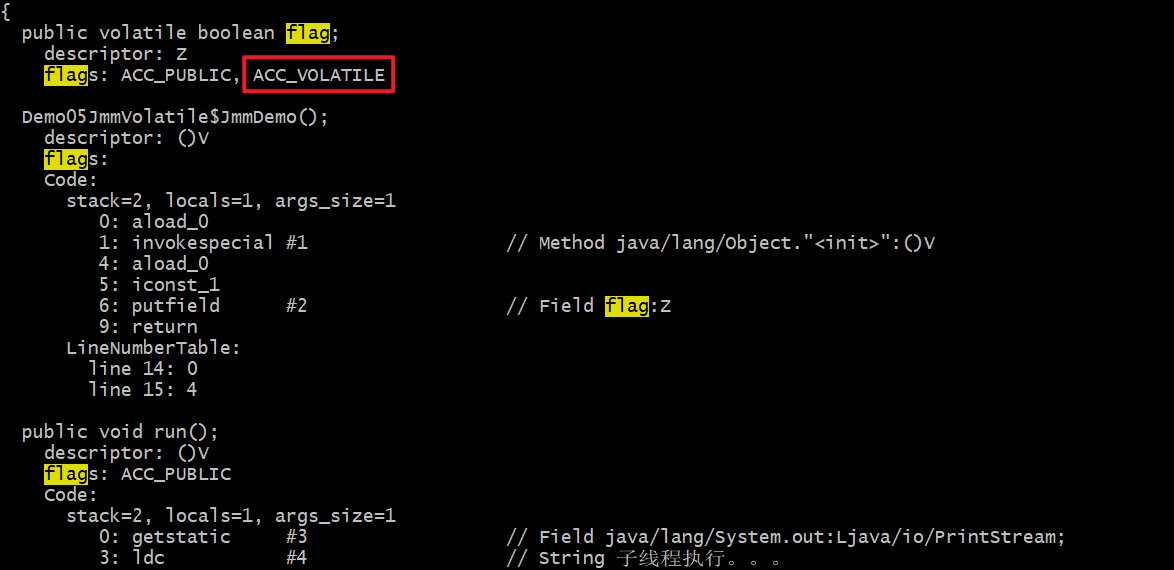 {
  public volatile boolean flag;
    descriptor: Z
    flags: ACC_PUBLIC, ACC_VOLATILE
  Demo05JmmVolatile$JmmDemo();
    descriptor: ()V
    flags:
    Code:
      stack=2, locals=1, args_size=1
         0: aload_0
         1: invokespecial #1                  // Method java/lang/Object."<init>":()V
         4: aload_0
         5: iconst_1
         6: putfield      #2                  // Field flag:Z
         9: return
      LineNumberTable:
        line 14: 0
        line 15: 4
  public void run();
    descriptor: ()V
    flags: ACC_PUBLIC
    Code:
      stack=2, locals=1, args_size=1
         0: getstatic     #3                  // Field java/lang/System.out:Ljava/io/PrintStream;
         3: ldc           #4                  // String 子线程执行。。。